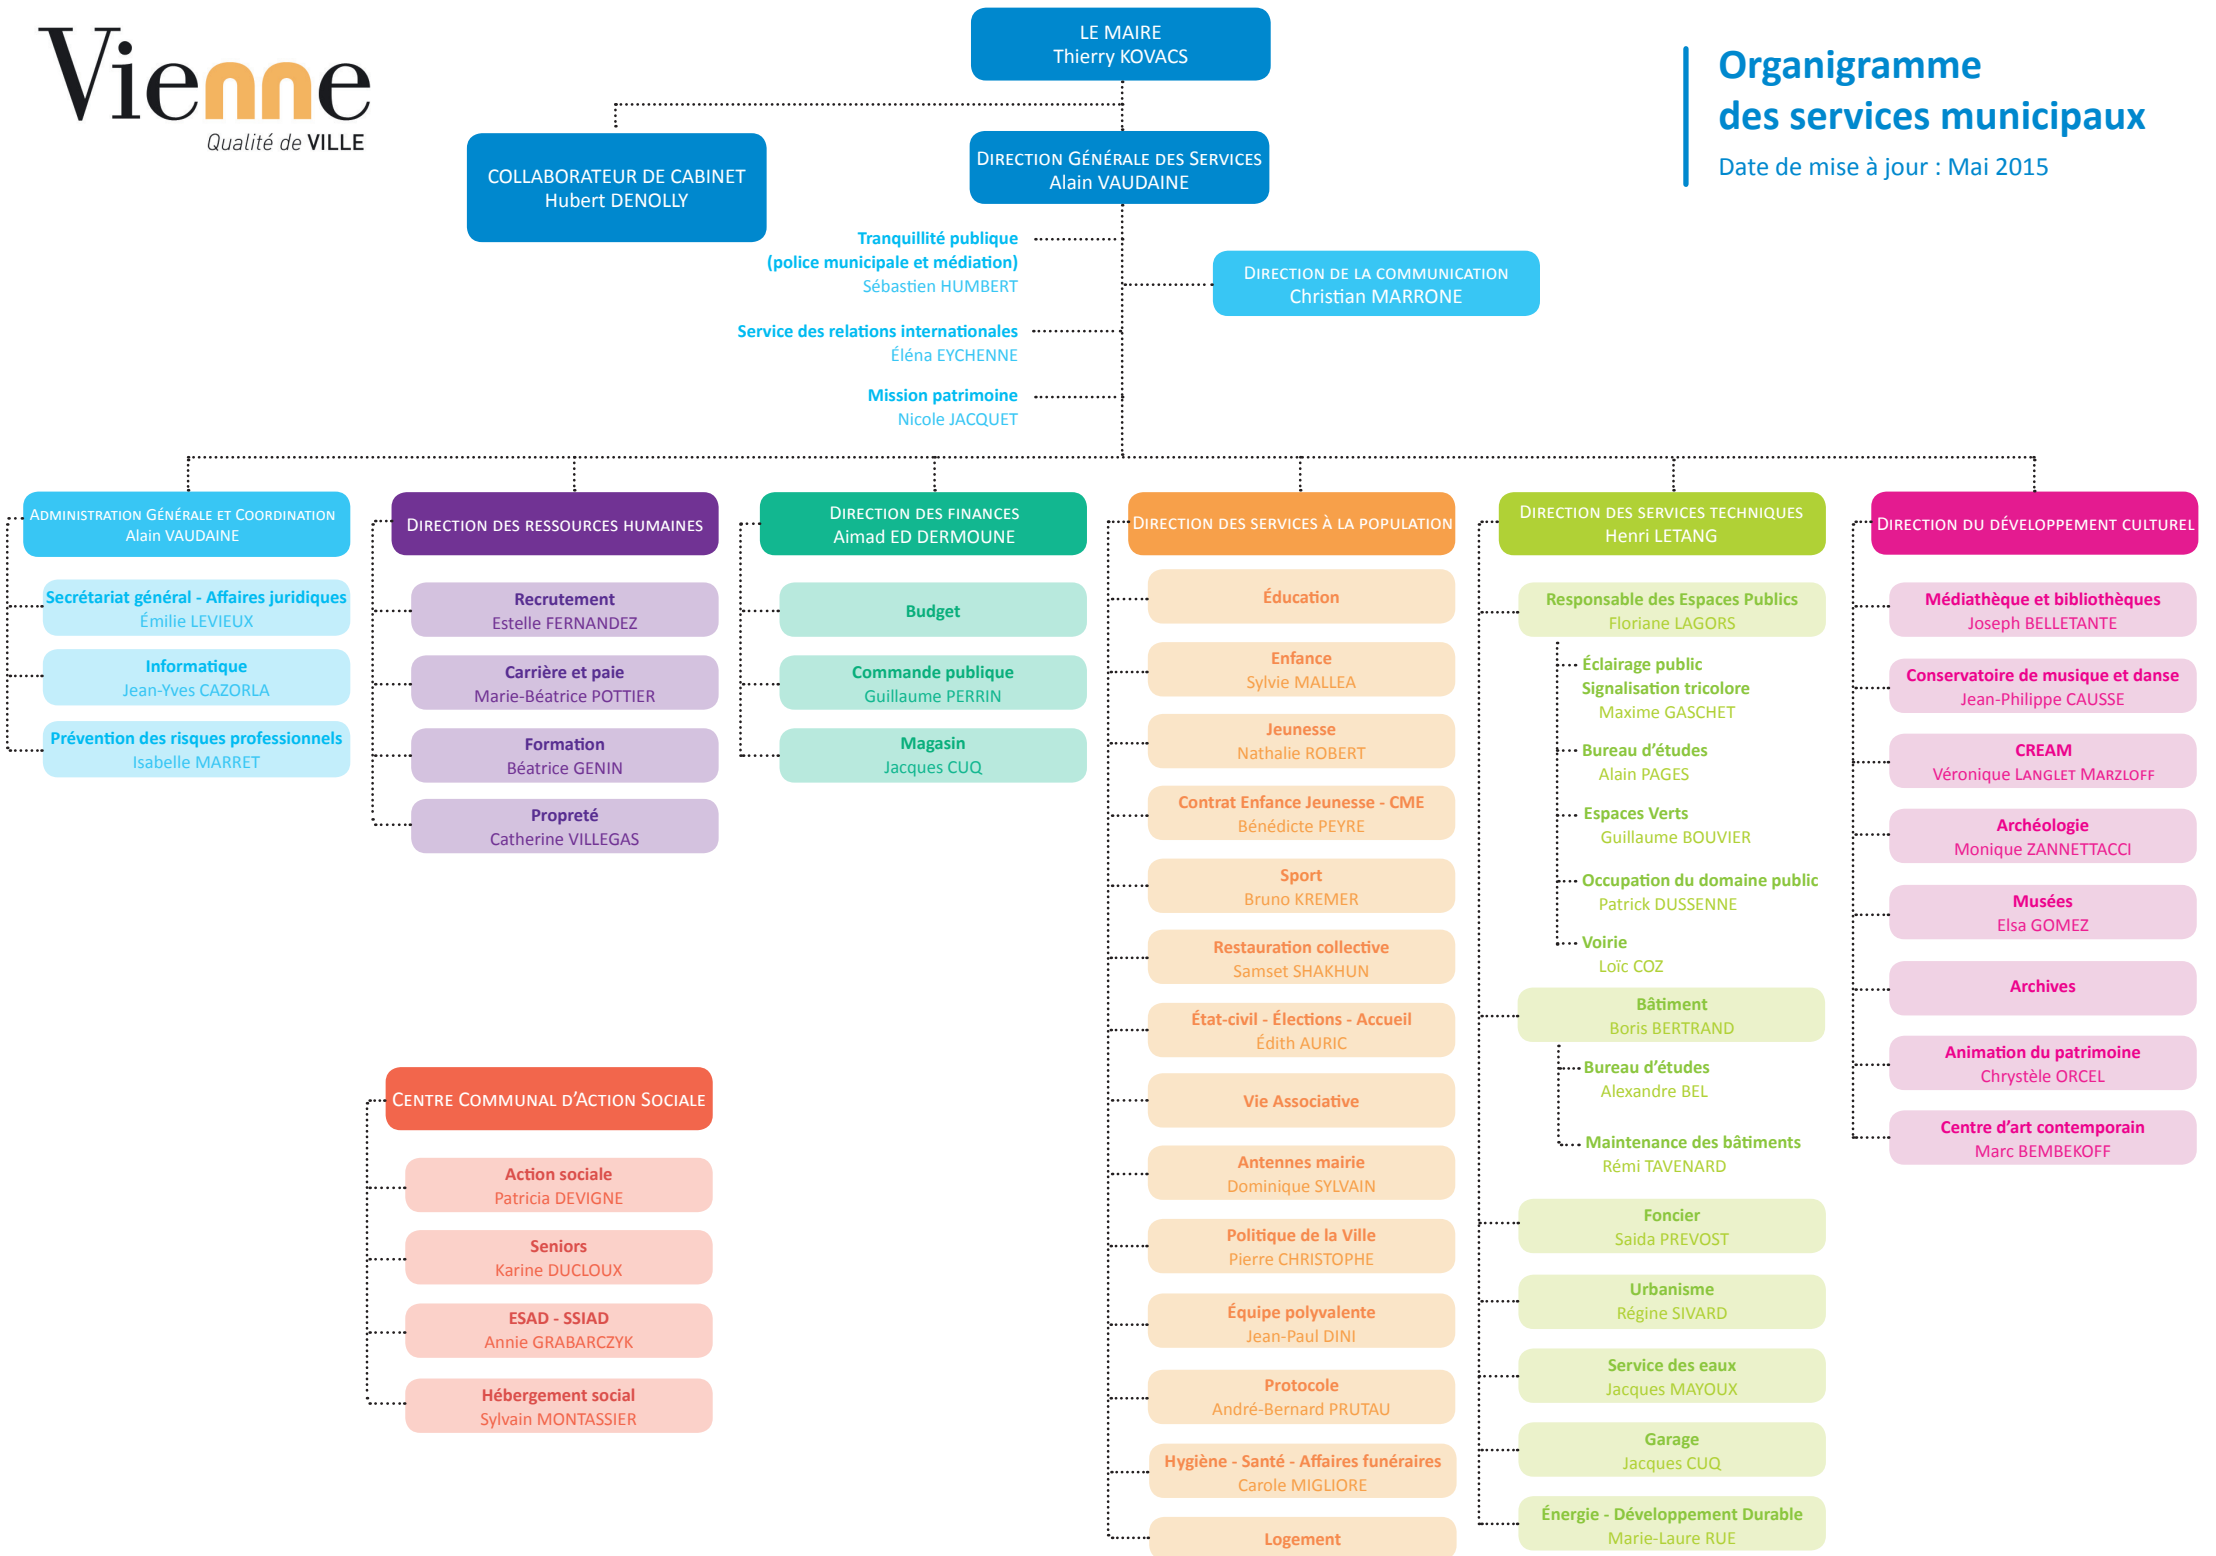 Vienne
Qualité de VILLE
LE MAIRE
Thierry KOVACS
Organigramme
des services municipaux
Date de mise à jour : Mai 2015
COLLABORATEUR DE CABINET
Hubert DENOLLY
DIRECTION GÉNÉRALE DES SERVICES
Alain VAUDAINE
Tranquillité publique
(police municipale et médiation)
Sébastien HUMBERT
DIRECTION DE LA COMMUNICATION
Christian MARRONE
Service des relations internationales
Éléna EYCHENNE
Mission patrimoine
Nicole JACQUET
ADMINISTRATION GÉNÉRALE ET COORDINATION
Alain VAUDAINE
Secrétariat général - Affaires juridiques
Émilie LEVIEUX
Informatique
Jean-Yves CAZORLA
Prévention des risques professionnels
Isabelle MARRET
DIRECTION DES RESSOURCES HUMAINES
Recrutement
Estelle FERNANDEZ
Carrière et paie
Marie-Béatrice POTTIER
Formation
Béatrice GENIN
Propreté
Catherine VILLEGAS
CENTRE COMMUNAL D'ACTION SOCIALE
Action sociale
Patricia DEVIGNE
Seniors
Karine DUCLOUX
ESAD - SSIAD
Annie GRABARCZYK
Hébergement social
Sylvain MONTASSIER
DIRECTION DES FINANCES
Aimad ED DERMOUNE
Budget
Commande publique
Guillaume PERRIN
Magasin
Jacques CUQ
DIRECTION DES SERVICES À LA POPULATION
Éducation
Enfance
Sylvie MALLEA
Jeunesse
Nathalie ROBERT
Contrat Enfance Jeunesse - CME
Bénédicte PEYRE
Sport
Bruno KREMER
Restauration collective
Samset SHAKHUN
État-civil - Élections - Accueil
Édith AURIC
Vie Associative
Antennes mairie
Dominique SYLVAIN
Politique de la Ville
Pierre CHRISTOPHE
Équipe polyvalente
Jean-Paul DINI
Protocole
André-Bernard PRUTAU
Hygiène - Santé - Affaires funéraires
Carole MIGLIORE
Logement
DIRECTION DES SERVICES TECHNIQUES
Henri LETANG
Responsable des Espaces Publics
Floriane LAGORS
Éclairage public
Signalisation tricolore
Maxime GASCHET
Bureau d'études
Alain PAGES
Espaces Verts
Guillaume BOUVIER
Occupation du domaine public
Patrick DUSSENNE
Voirie
Loïc COZ
Bâtiment
Boris BERTRAND
Bureau d'études
Alexandre BEL
Maintenance des bâtiments
Rémi TAVENARD
Foncier
Saida PREVOST
Urbanisme
Régine SIVARD
Service des eaux
Jacques MAYOUX
Garage
Jacques CUQ
Énergie - Développement Durable
Marie-Laure RUE
DIRECTION DU DÉVELOPPEMENT CULTUREL
Médiathèque et bibliothèques
Joseph BELLETANTE
Conservatoire de musique et danse
Jean-Philippe CAUSSE
CREAM
Véronique LANGLET MARZLOFF
Archéologie
Monique ZANNETTACCI
Musées
Elsa GOMEZ
Archives
Animation du patrimoine
Chrystèle ORCEL
Centre d'art contemporain
Marc BEMBEKOFF